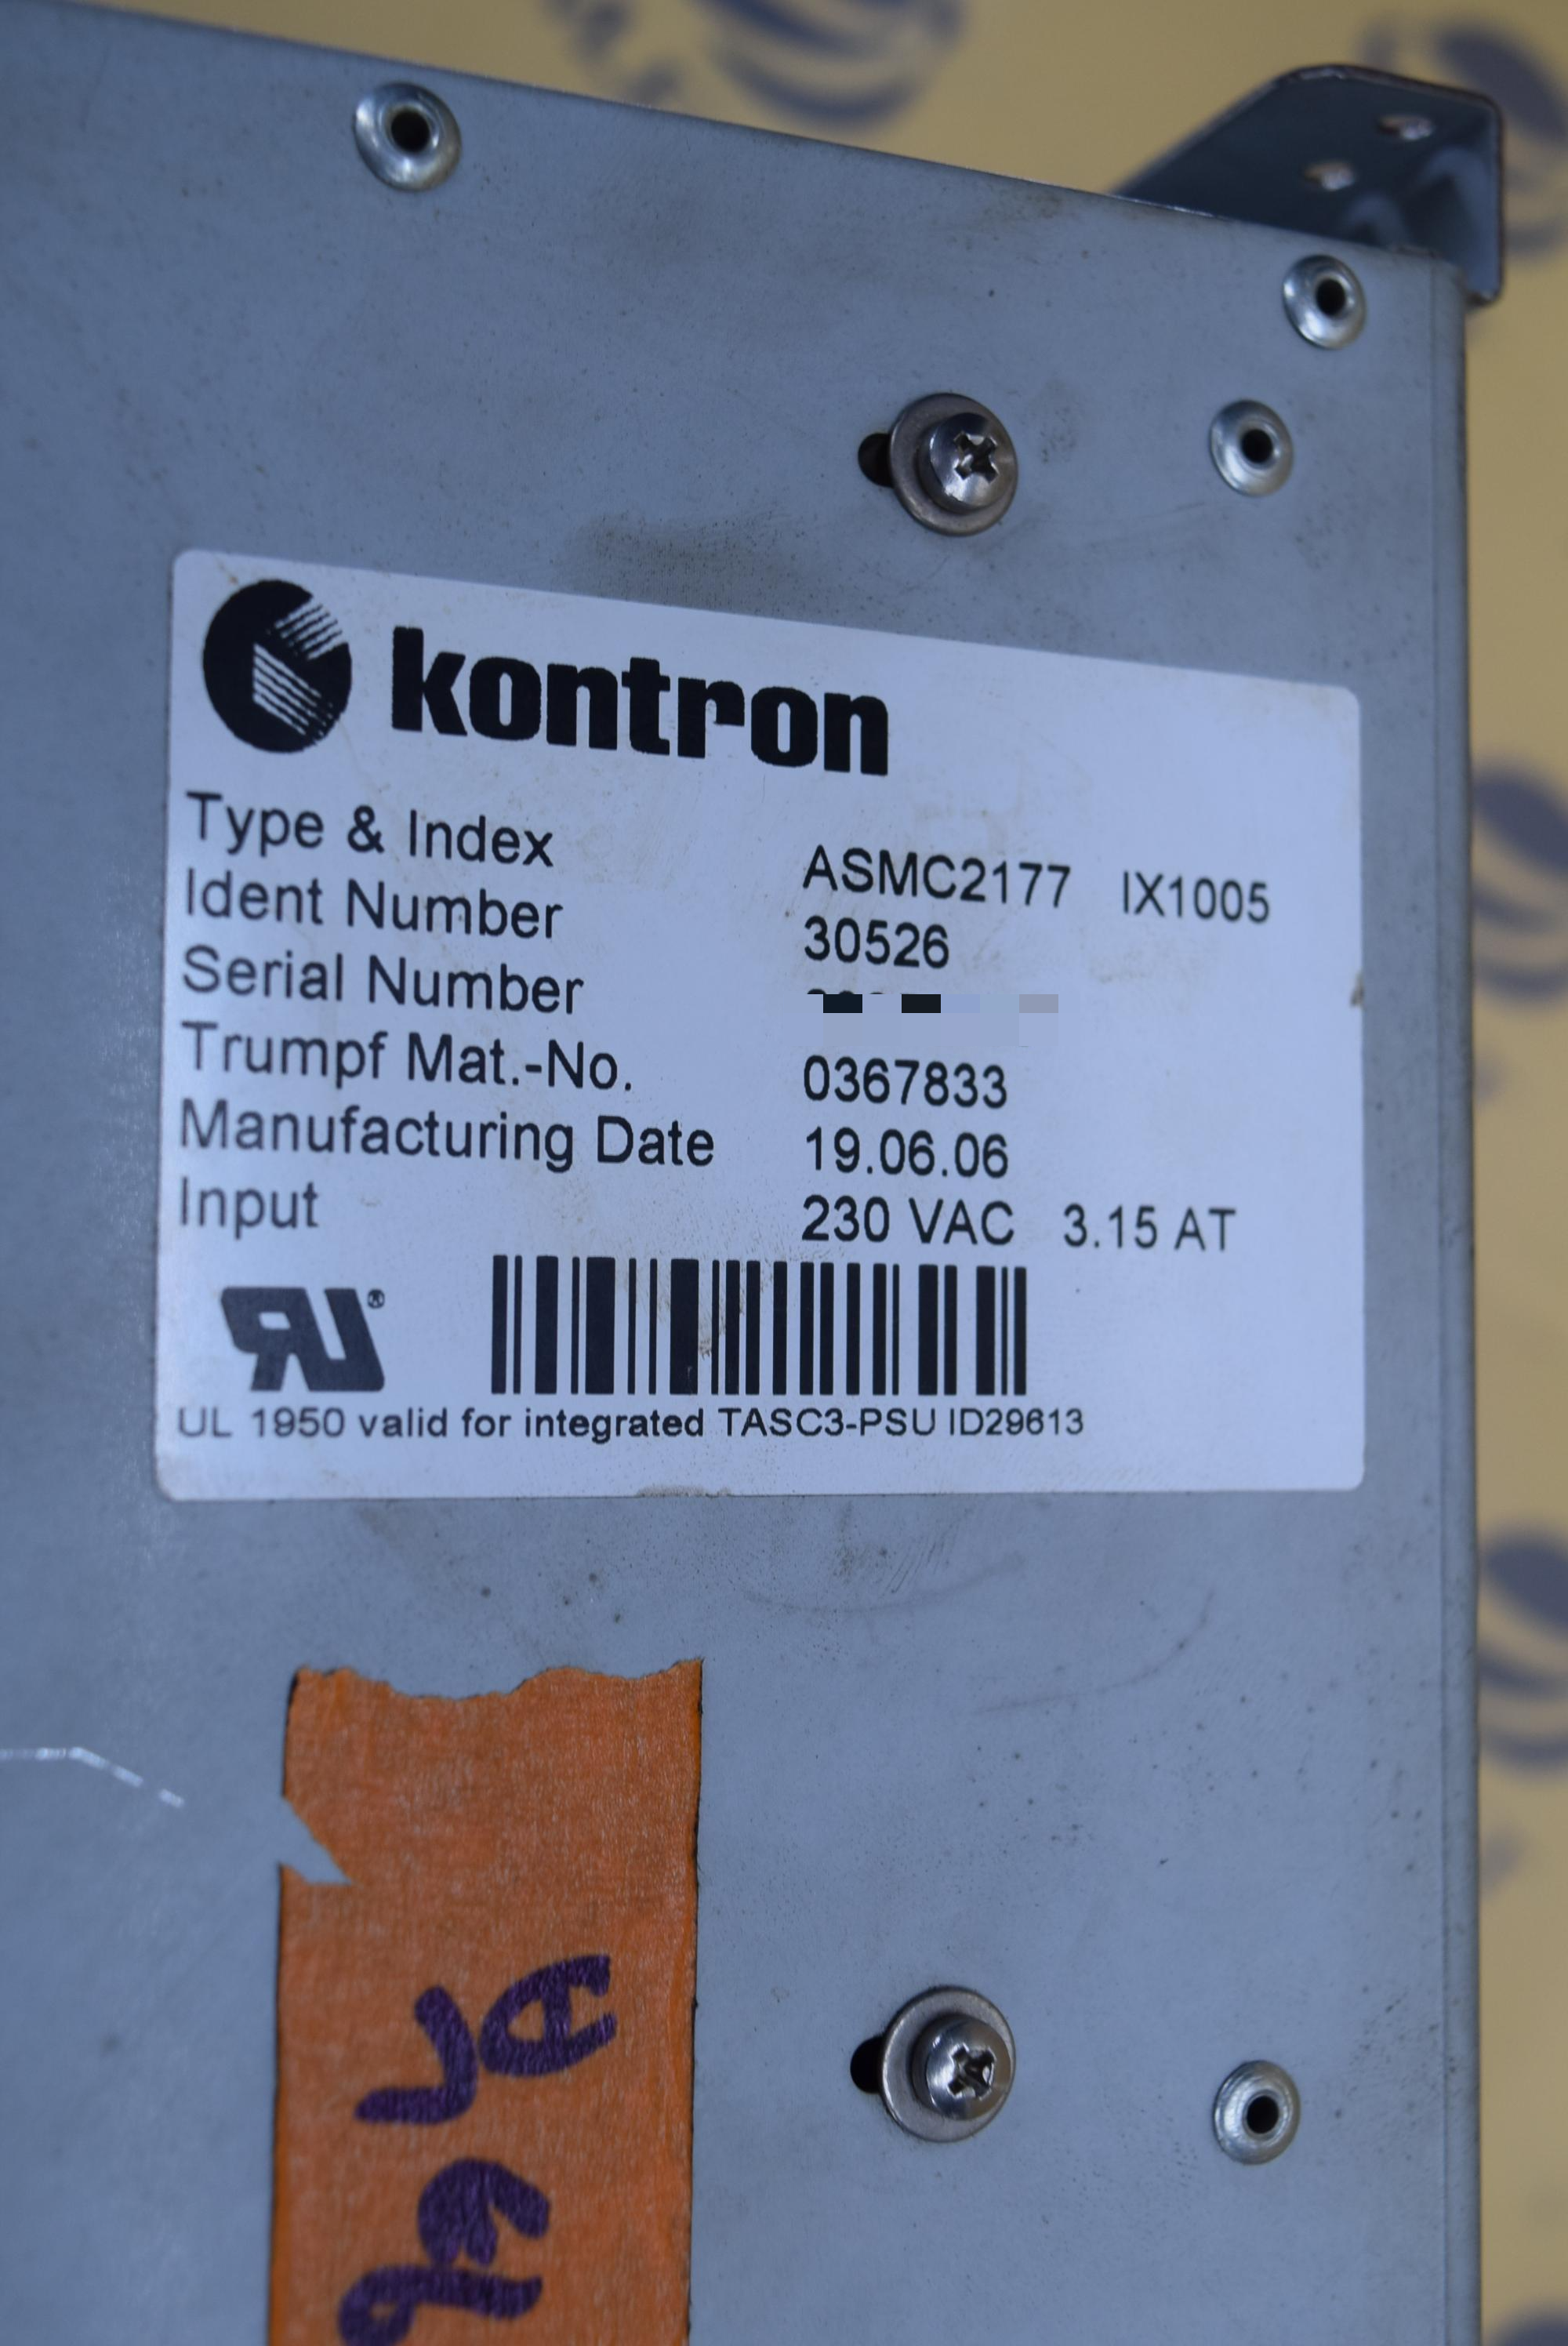 kontron
Type & Index ASMC2177 IX1005
Ident Number 30526
Serial Number
Trumpf Mat.-No. 0367833
Manufacturing Date 19.06.06
Input 230 VAC 3.15 AT
UL 1950 valid for integrated TASC3-PSU ID29613